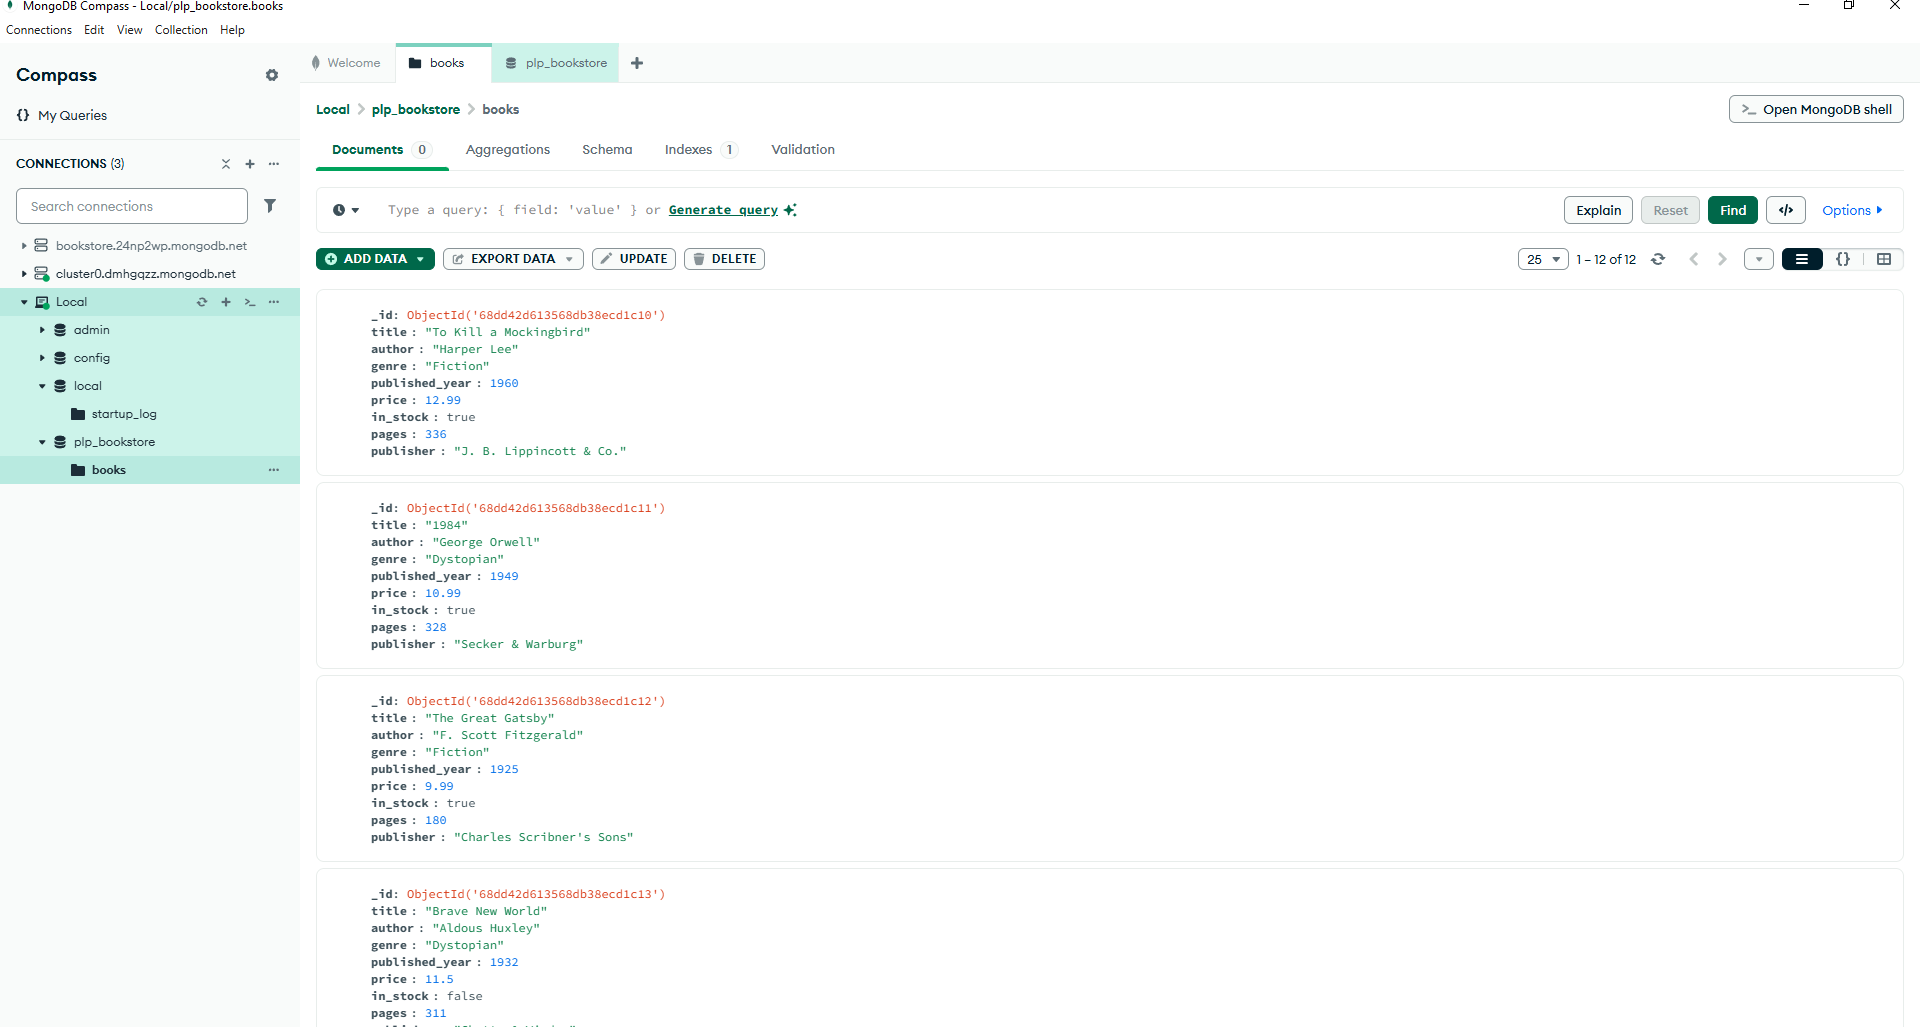 MongoDB Compass - Local/plp_bookstore.books
Connections Edit View Collection Help
Compass
My Queries
CONNECTIONS (3)
Search connections
bookstore.24np2wp.mongodb.net
cluster0.dmhgqzz.mongodb.net
Local
admin
config
local
startup_log
plp_bookstore
books
Welcome books plp_bookstore
Local > plp_bookstore > books
>_ Open MongoDB shell
Documents 0 Aggregations Schema Indexes 1 Validation
Type a query: { field: 'value' } or Generate query
Explain Reset Find </> Options
ADD DATA EXPORT DATA UPDATE DELETE
25 1 – 12 of 12 {}
_id: ObjectId('68dd42d613568db38ecd1c10')
title : "To Kill a Mockingbird"
author : "Harper Lee"
genre : "Fiction"
published_year : 1960
price : 12.99
in_stock : true
pages : 336
publisher : "J. B. Lippincott & Co."
_id: ObjectId('68dd42d613568db38ecd1c11')
title : "1984"
author : "George Orwell"
genre : "Dystopian"
published_year : 1949
price : 10.99
in_stock : true
pages : 328
publisher : "Secker & Warburg"
_id: ObjectId('68dd42d613568db38ecd1c12')
title : "The Great Gatsby"
author : "F. Scott Fitzgerald"
genre : "Fiction"
published_year : 1925
price : 9.99
in_stock : true
pages : 180
publisher : "Charles Scribner's Sons"
_id: ObjectId('68dd42d613568db38ecd1c13')
title : "Brave New World"
author : "Aldous Huxley"
genre : "Dystopian"
published_year : 1932
price : 11.5
in_stock : false
pages : 311